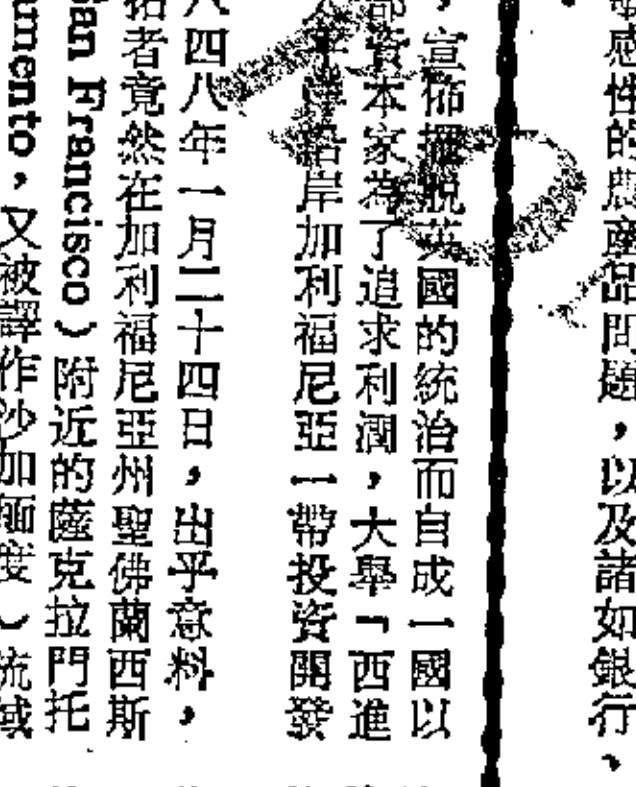 感性的農產品問題，以及諸如銀行、
，宣佈擺脫英國的統治而自成一國以
資本家為了追求利潤，大舉「西進
沿岸加利福尼亞一帶投資開發
八四八年一月二十四日，出乎意料，
拓者竟然在加利福尼亞州聖佛蘭西斯
San Francisco）附近的薩克拉門托
umento，又被譯作沙加緬度）流域